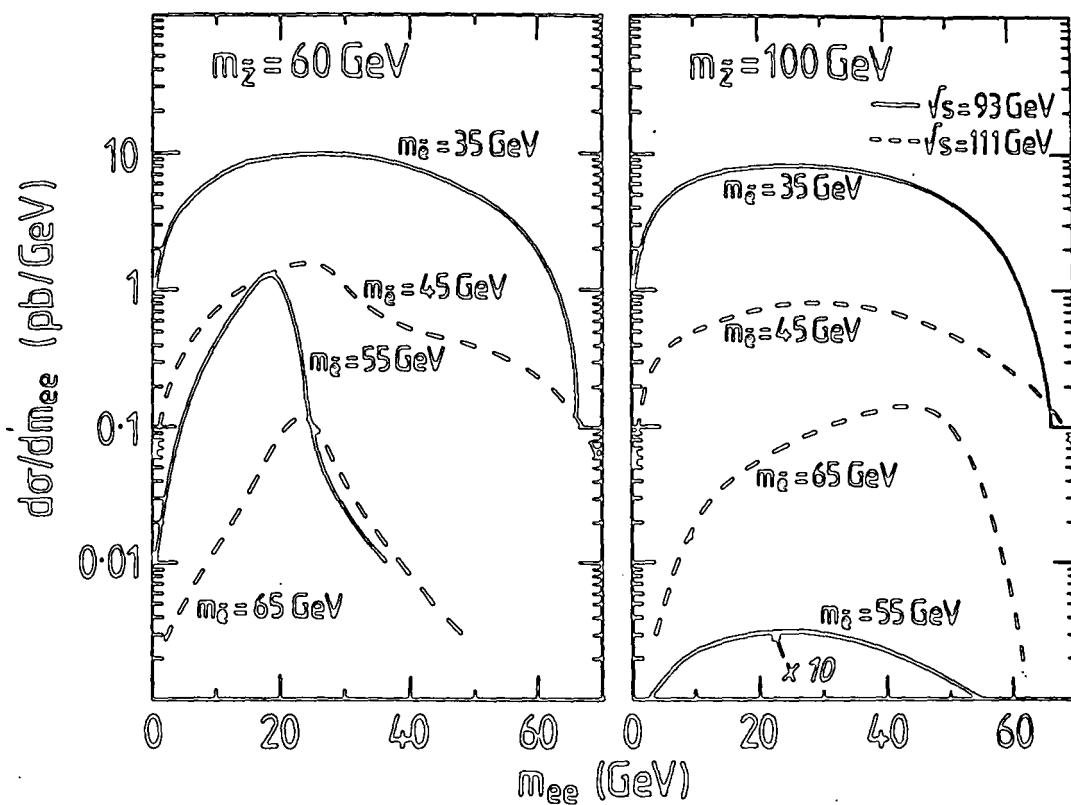 m_z̃ = 60 GeV
m_ẽ = 35 GeV
m_ẽ = 45 GeV
m_ẽ = 55 GeV
m_ẽ = 65 GeV
10
1
0·1
0·01
dσ/dm_ee (pb/GeV)
0 20 40 60
m_z̃ = 100 GeV
√s = 93 GeV
√s = 111 GeV
m_ẽ = 35 GeV
m_ẽ = 45 GeV
m_ẽ = 65 GeV
m_ẽ = 55 GeV
x 10
0 20 40 60
m_ee (GeV)